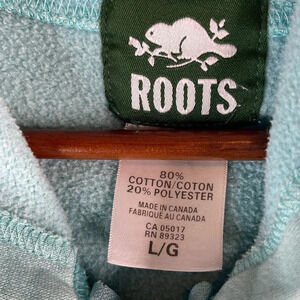 ROOTS
80%
COTTON/COTON
20% POLYESTER
MADE IN CANADA
FABRIQUÉ AU CANADA
CA 05017
RN 89323
L/G